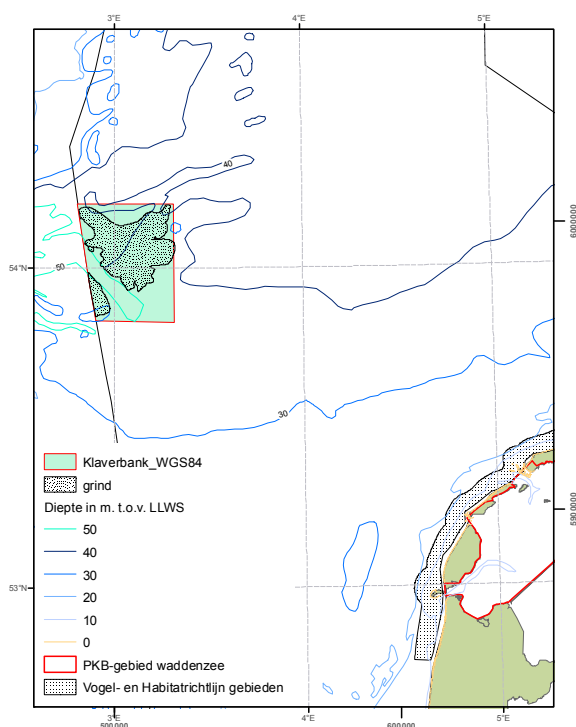 3°E
4°E
5°E
40
6000000
54°N
50
30
Klaverbank_WGS84
grind
Diepte in m. t.o.v. LLWS
50
40
30
20
10
0
PKB-gebied waddenzee
Vogel- en Habitatrichtlijn gebieden
5900000
53°N
3°E
4°E
5°E
500000
600000